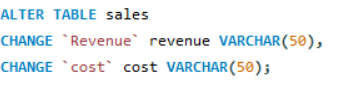 ALTER TABLE sales
CHANGE `Revenue` revenue VARCHAR(50),
CHANGE `cost` cost VARCHAR(50);